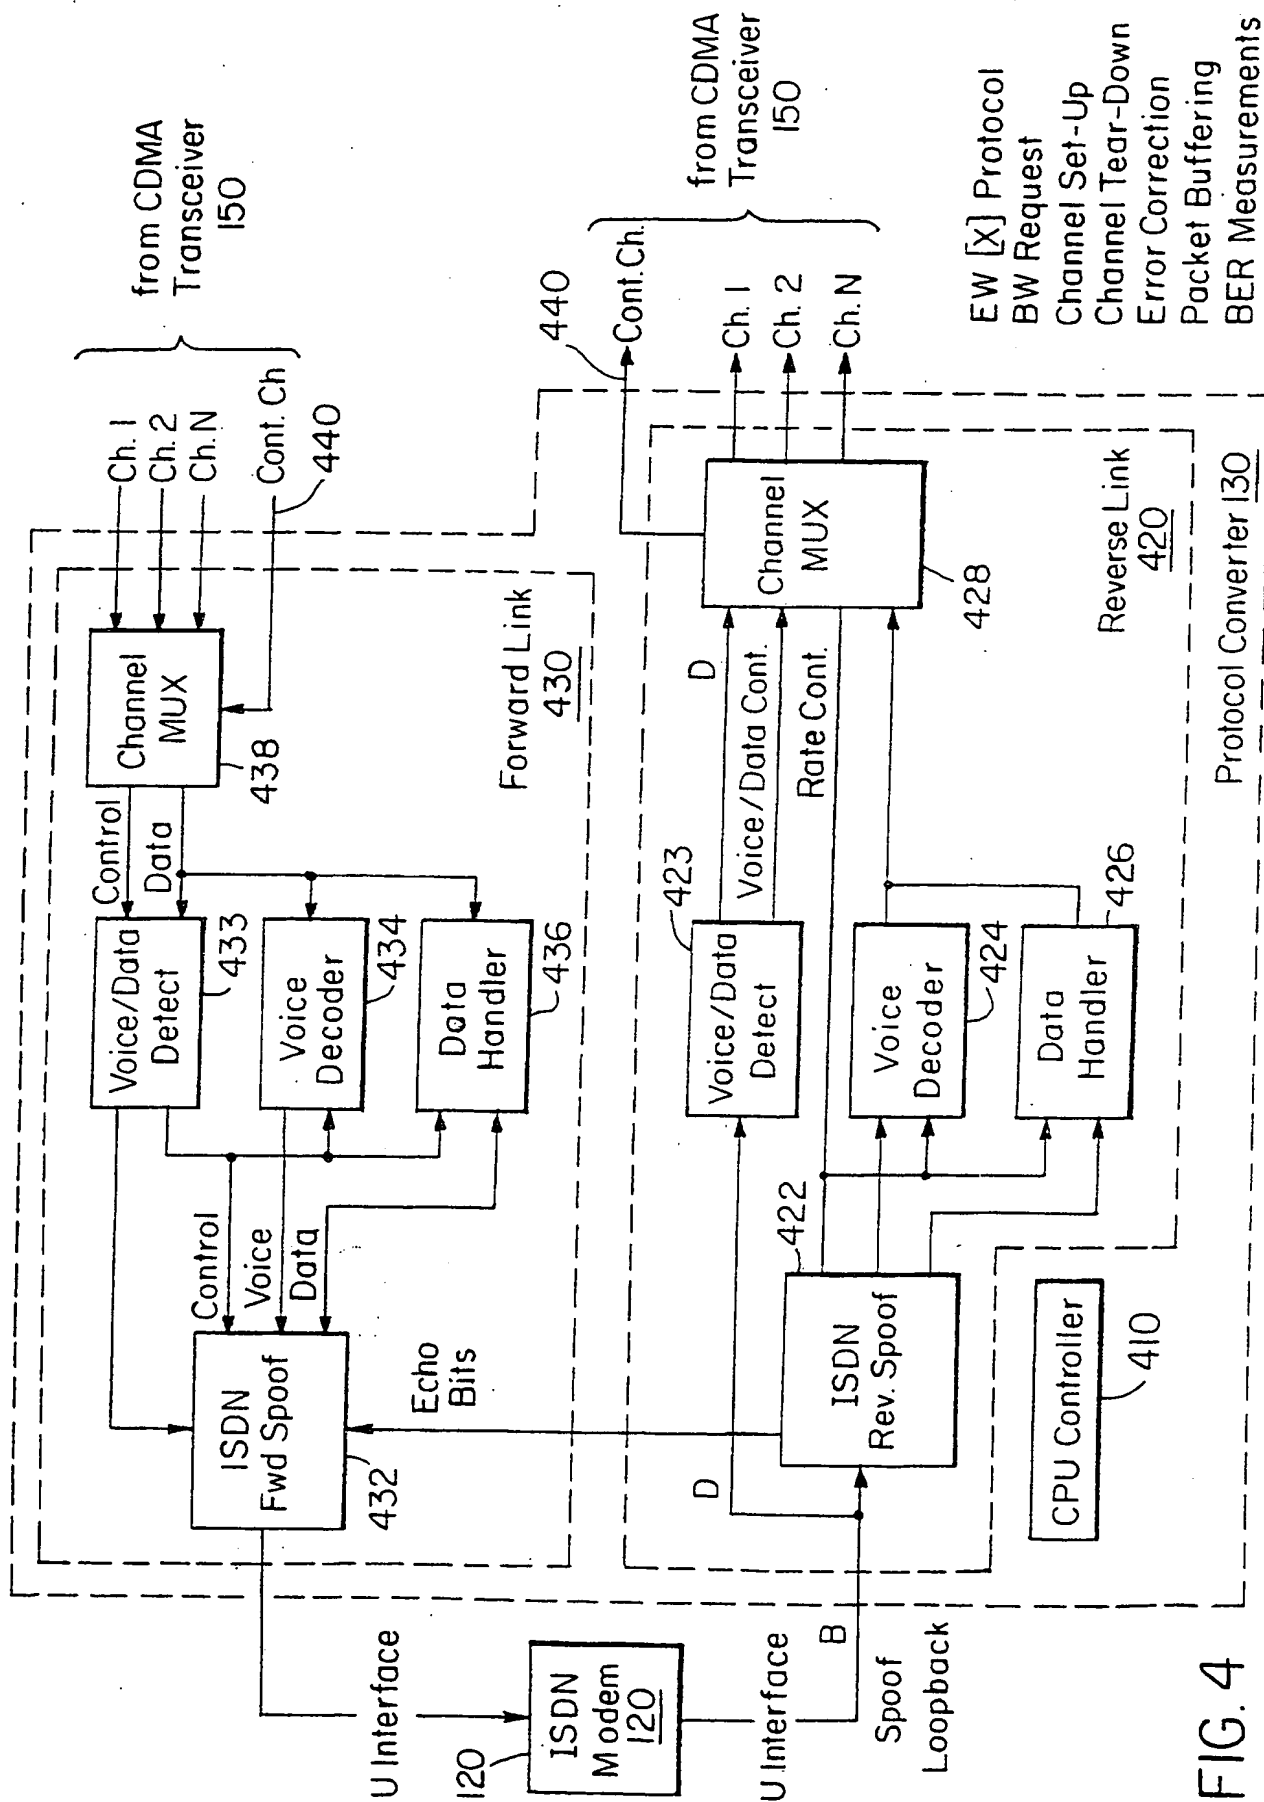 from CDMA
Transceiver
150
Ch. 1
Ch. 2
Ch. N
Cont. Ch
440
Channel
MUX
438
Control
Data
Forward Link
430
Voice/Data
Detect
433
Voice
Decoder
434
Data
Handler
436
Control
Voice
Data
ISDN
Fwd Spoof
432
Echo
Bits
U Interface
120
ISDN
Modem
120
U Interface
B
Spoof
Loopback
D
ISDN
Rev. Spoof
422
CPU Controller
410
Voice/Data
Detect
423
Voice
Decoder
424
Data
Handler
426
D
Voice/Data Cont.
Rate Cont.
Channel
MUX
428
Reverse Link
420
Protocol Converter 130
440
Cont. Ch.
Ch. 1
Ch. 2
Ch. N
from CDMA
Transceiver
150
EW [X] Protocol
BW Request
Channel Set-Up
Channel Tear-Down
Error Correction
Packet Buffering
BER Measurements
FIG. 4